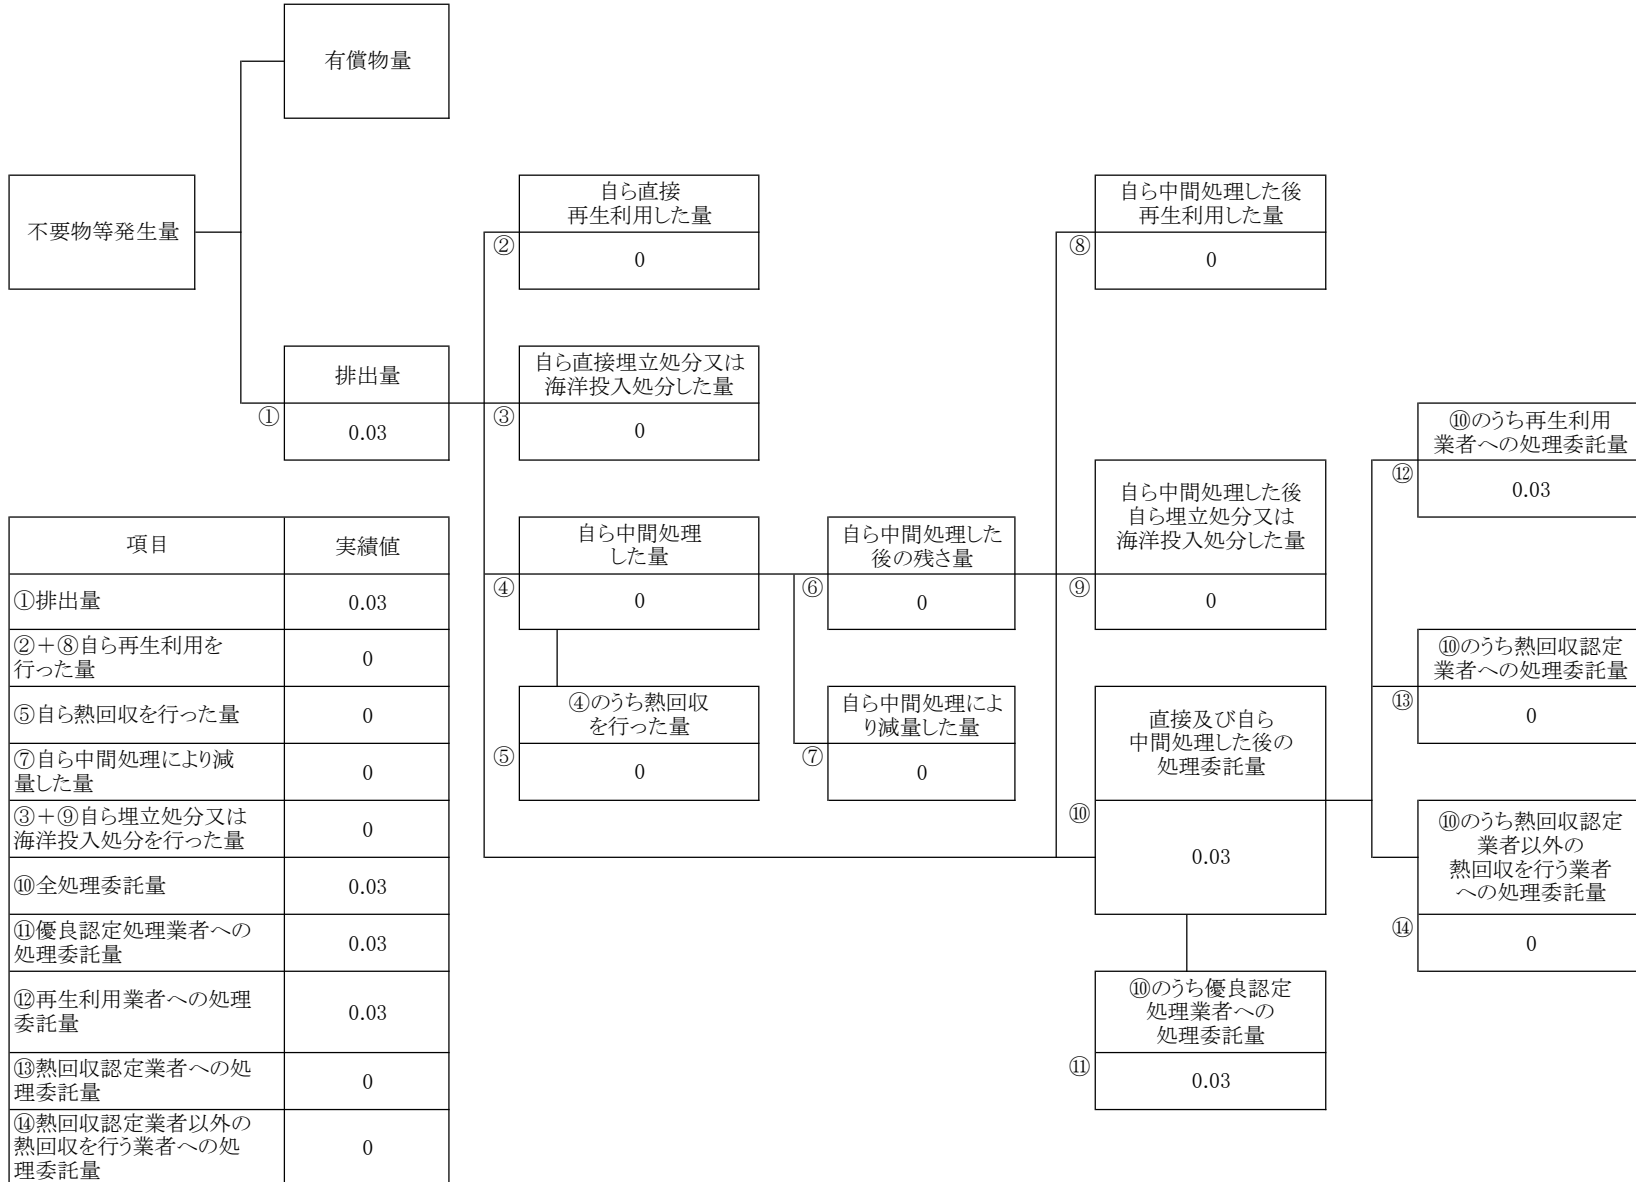 有償物量
不要物等発生量
自ら直接
再生利用した量
②
0
自ら中間処理した後
再生利用した量
⑧
0
排出量
①
0.03
自ら直接埋立処分又は
海洋投入処分した量
③
0
⑩のうち再生利用
業者への処理委託量
⑫
0.03
自ら中間処理
した量
④
0
自ら中間処理した
後の残さ量
⑥
0
自ら中間処理した後
自ら埋立処分又は
海洋投入処分した量
⑨
0
⑩のうち熱回収認定
業者への処理委託量
⑬
0
④のうち熱回収
を行った量
⑤
0
自ら中間処理によ
り減量した量
⑦
0
直接及び自ら
中間処理した後の
処理委託量
⑩
0.03
⑩のうち熱回収認定
業者以外の
熱回収を行う業者
への処理委託量
⑭
0
⑩のうち優良認定
処理業者への
処理委託量
⑪
0.03
項目
実績値
①排出量
0.03
②+⑧自ら再生利用を
行った量
0
⑤自ら熱回収を行った量
0
⑦自ら中間処理により減
量した量
0
③+⑨自ら埋立処分又は
海洋投入処分を行った量
0
⑩全処理委託量
0.03
⑪優良認定処理業者への
処理委託量
0.03
⑫再生利用業者への処理
委託量
0.03
⑬熱回収認定業者への処
理委託量
0
⑭熱回収認定業者以外の
熱回収を行う業者への処
理委託量
0